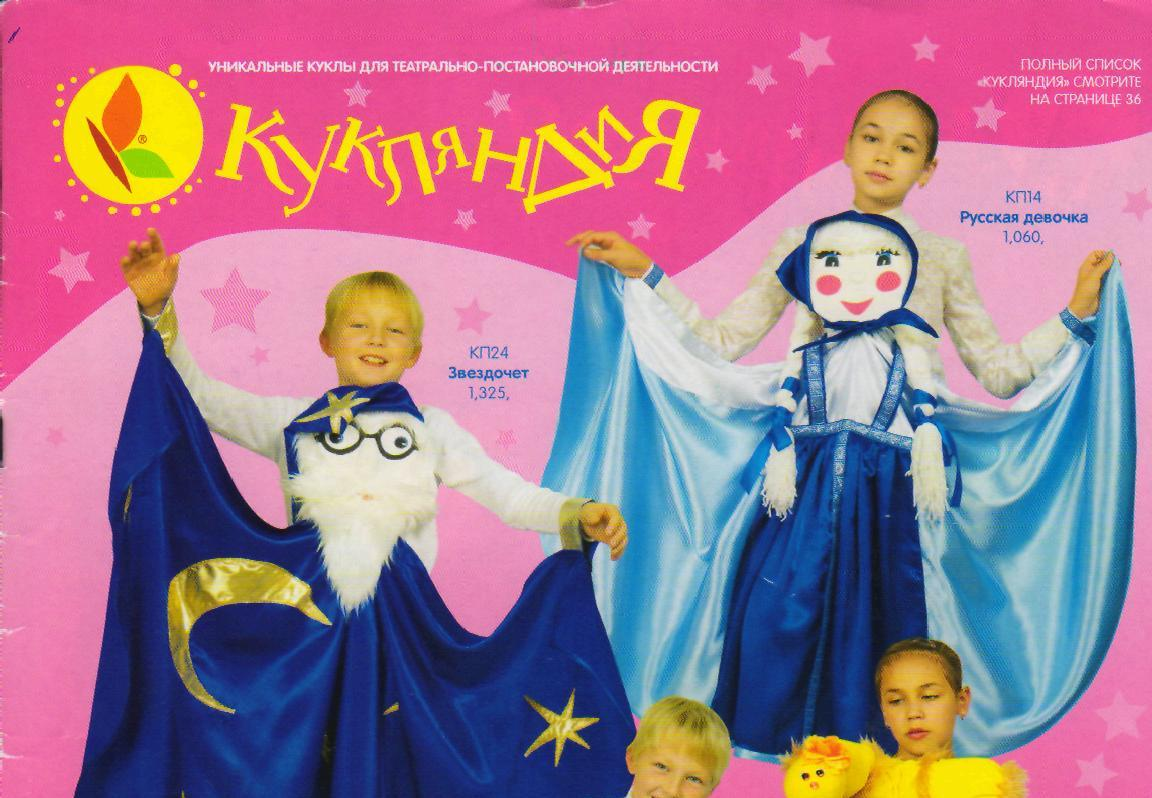 УНИКАЛЬНЫЕ КУКЛЫ ДЛЯ ТЕАТРАЛЬНО-ПОСТАНОВОЧНОЙ ДЕЯТЕЛЬНОСТИ
®
КУКЛЯНДИЯ
ПОЛНЫЙ СПИСОК
«КУКЛЯНДИЯ» СМОТРИТЕ
НА СТРАНИЦЕ 36
КП14
Русская девочка
1,060,
КП24
Звездочет
1,325,